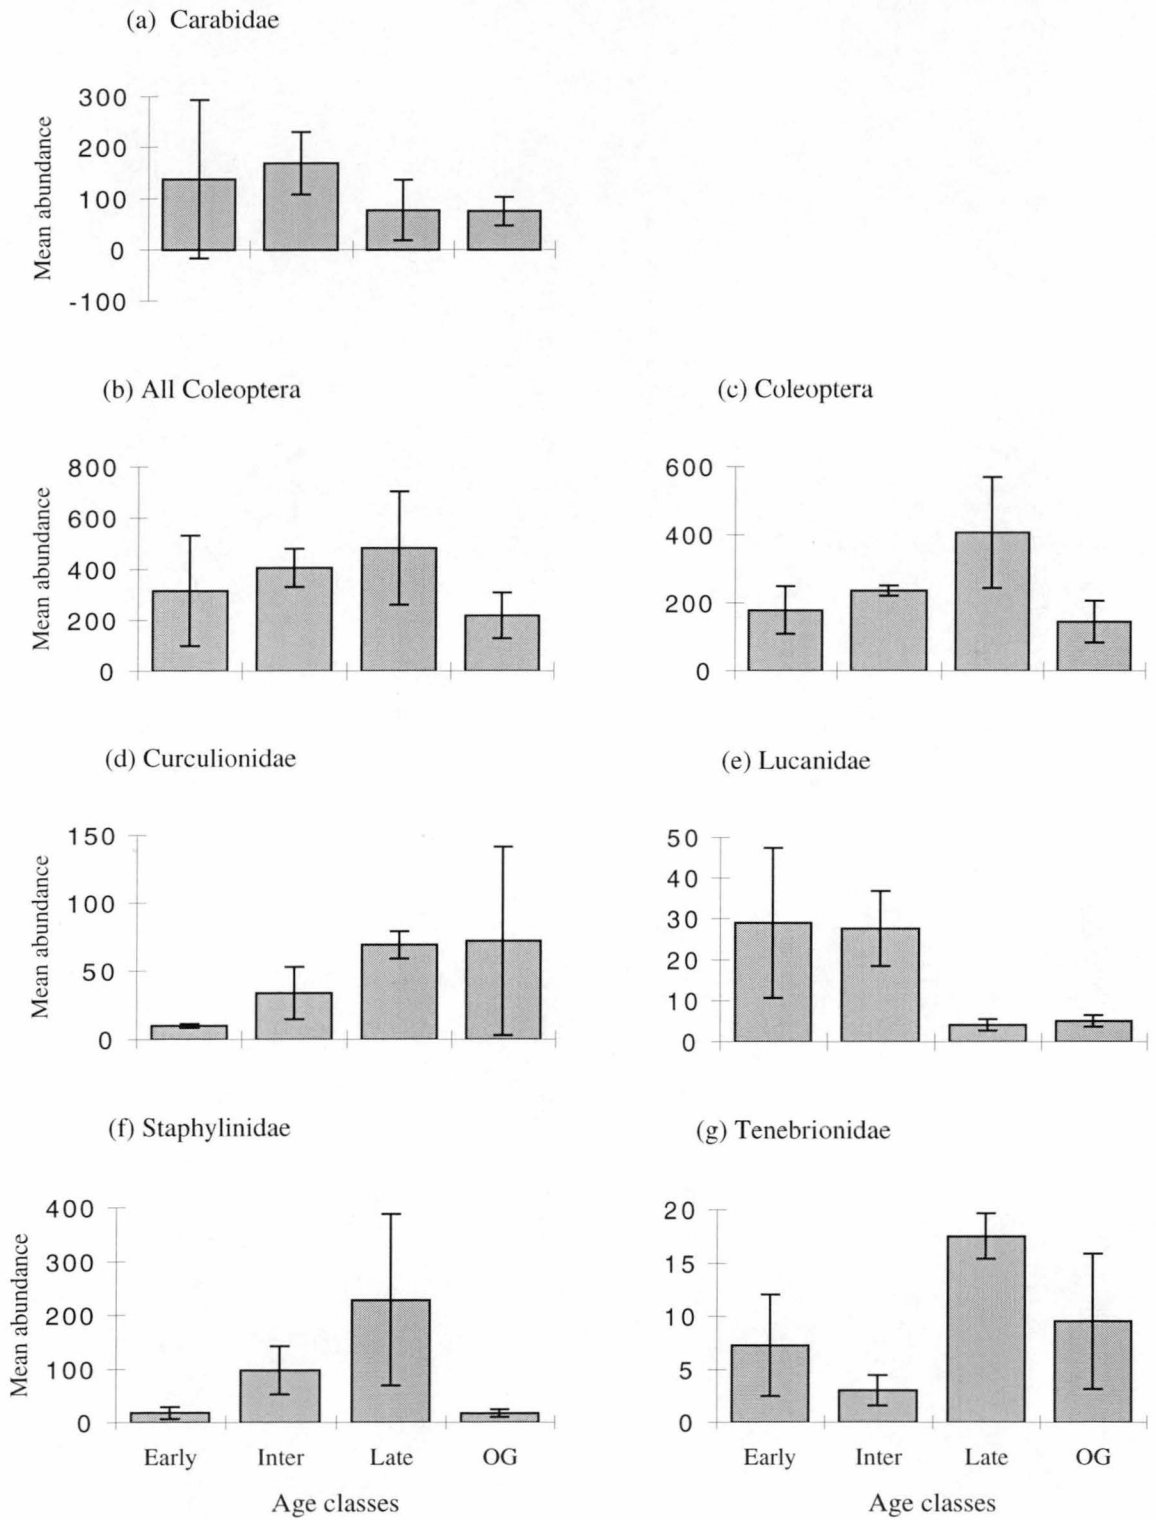 (a) Carabidae
Mean abundance
300
200
100
0
-100
(b) All Coleoptera
Mean abundance
800
600
400
200
0
(c) Coleoptera
600
400
200
0
(d) Curculionidae
Mean abundance
150
100
50
0
(e) Lucanidae
50
40
30
20
10
0
(f) Staphylinidae
Mean abundance
400
300
200
100
0
Early Inter Late OG
Age classes
(g) Tenebrionidae
20
15
10
5
0
Early Inter Late OG
Age classes